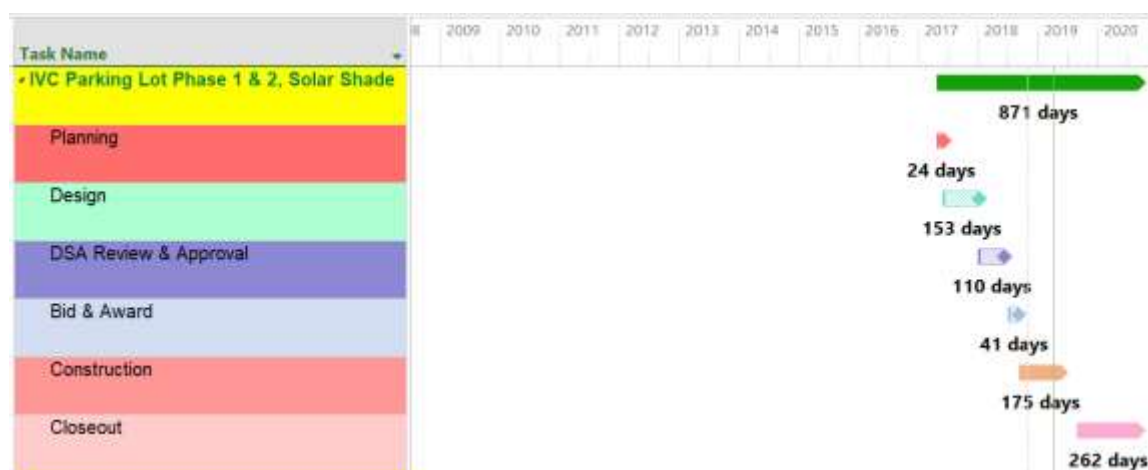 8 2009 2010 2011 2012 2013 2014 2015 2016 2017 2018 2019 2020
Task Name
IVC Parking Lot Phase 1 & 2, Solar Shade
871 days
Planning
24 days
Design
153 days
DSA Review & Approval
110 days
Bid & Award
41 days
Construction
175 days
Closeout
262 days